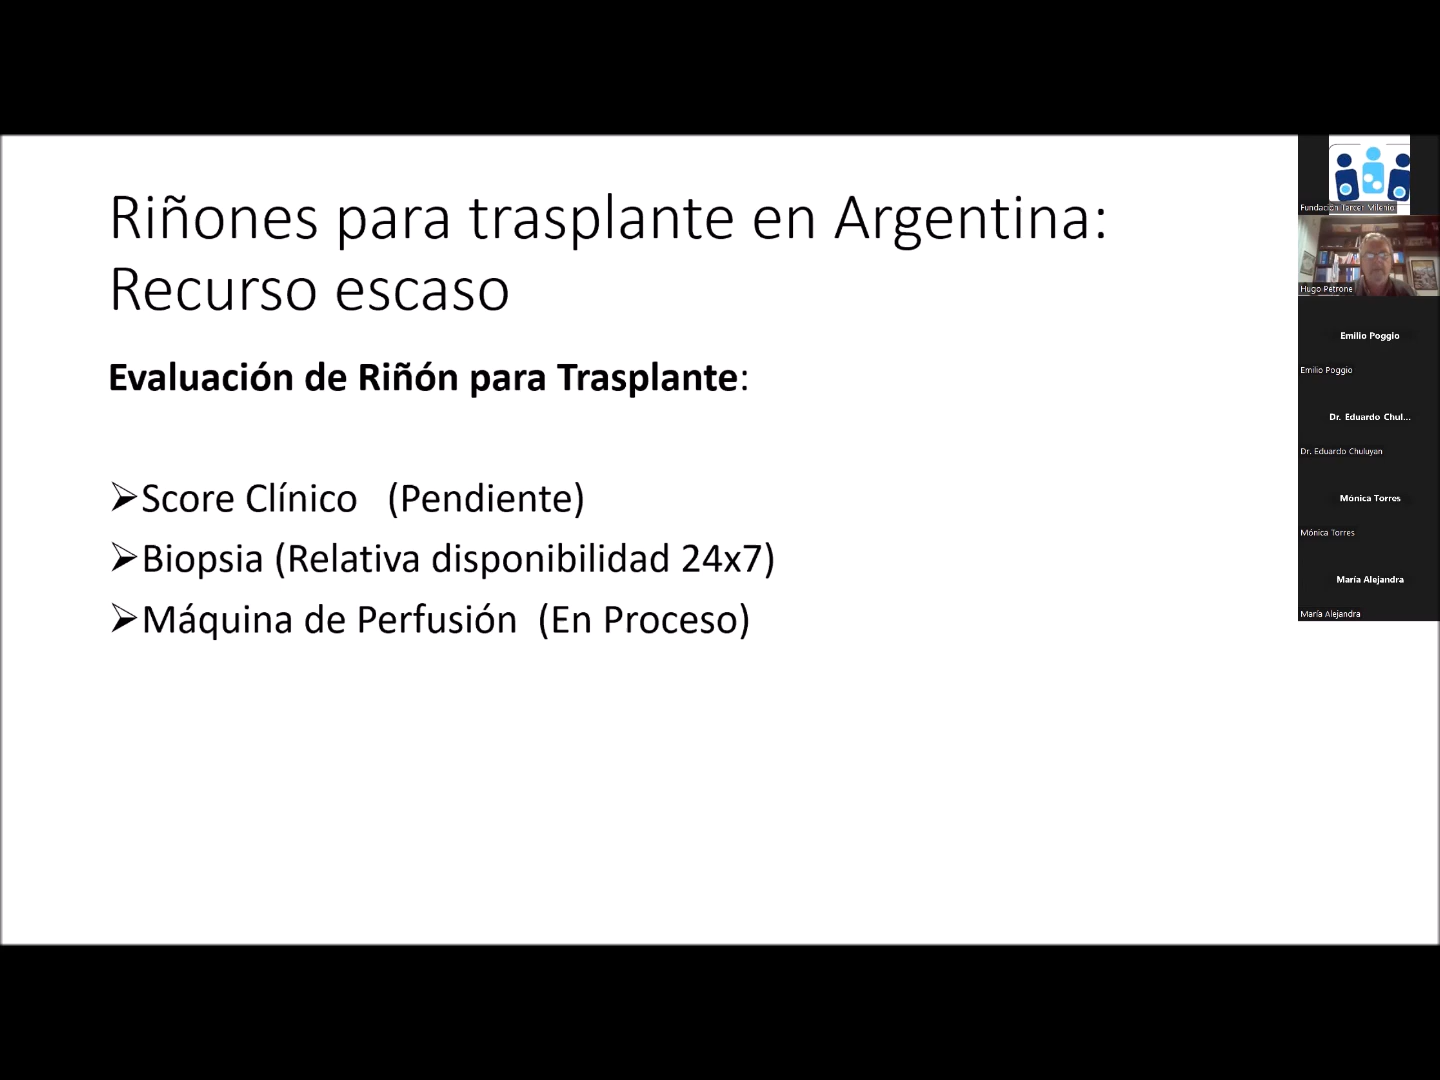 Riñones para trasplante en Argentina:
Recurso escaso
Evaluación de Riñón para Trasplante:
➢Score Clínico (Pendiente)
➢Biopsia (Relativa disponibilidad 24x7)
➢Máquina de Perfusión (En Proceso)
Fundación Tercer Milenio
Hugo Petrone
Emilio Poggio
Emilio Poggio
Dr. Eduardo Chul...
Dr. Eduardo Chuluyan
Mónica Torres
Mónica Torres
María Alejandra
María Alejandra